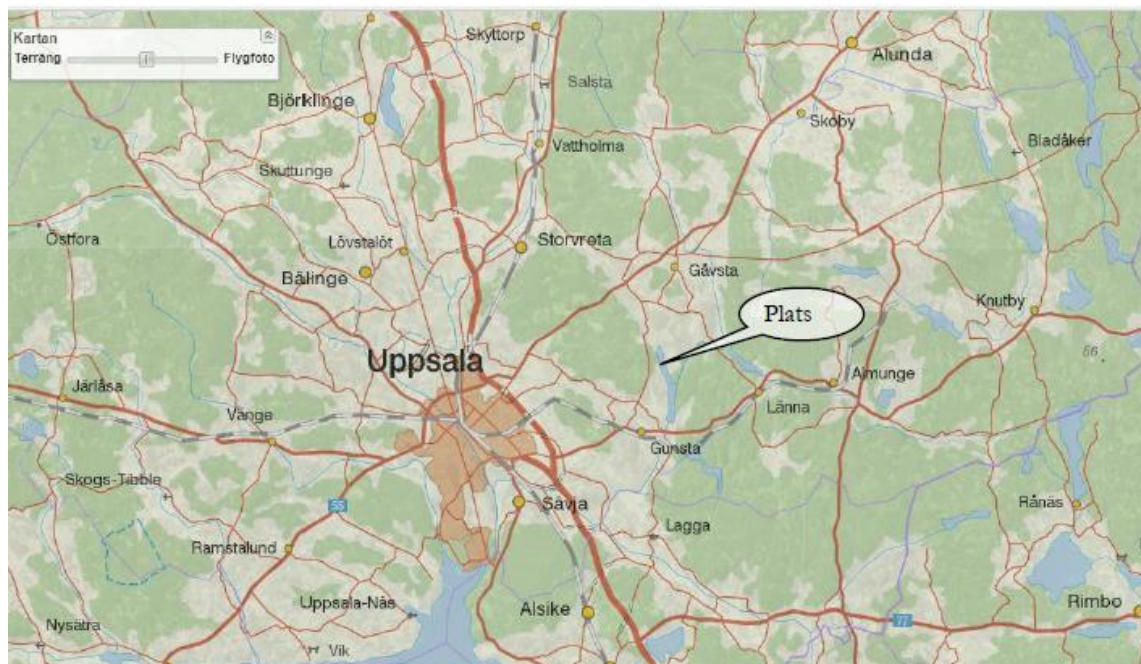 Kartan
Terräng
Flygfoto
Skyttorp
Alunda
Salsta
Björklinge
Skoby
Vattholma
Bladåker
Skuttunge
Östfora
Lövstalöt
Storvreta
Bälinge
Gåvsta
Knutby
Plats
66
Uppsala
Järlåsa
Almunge
Länna
Vänge
Gunsta
Skogs-Tibble
55
Sävja
Rånäs
Lagga
Ramstalund
Uppsala-Näs
Alsike
Rimbo
77
Nysätra
Vik